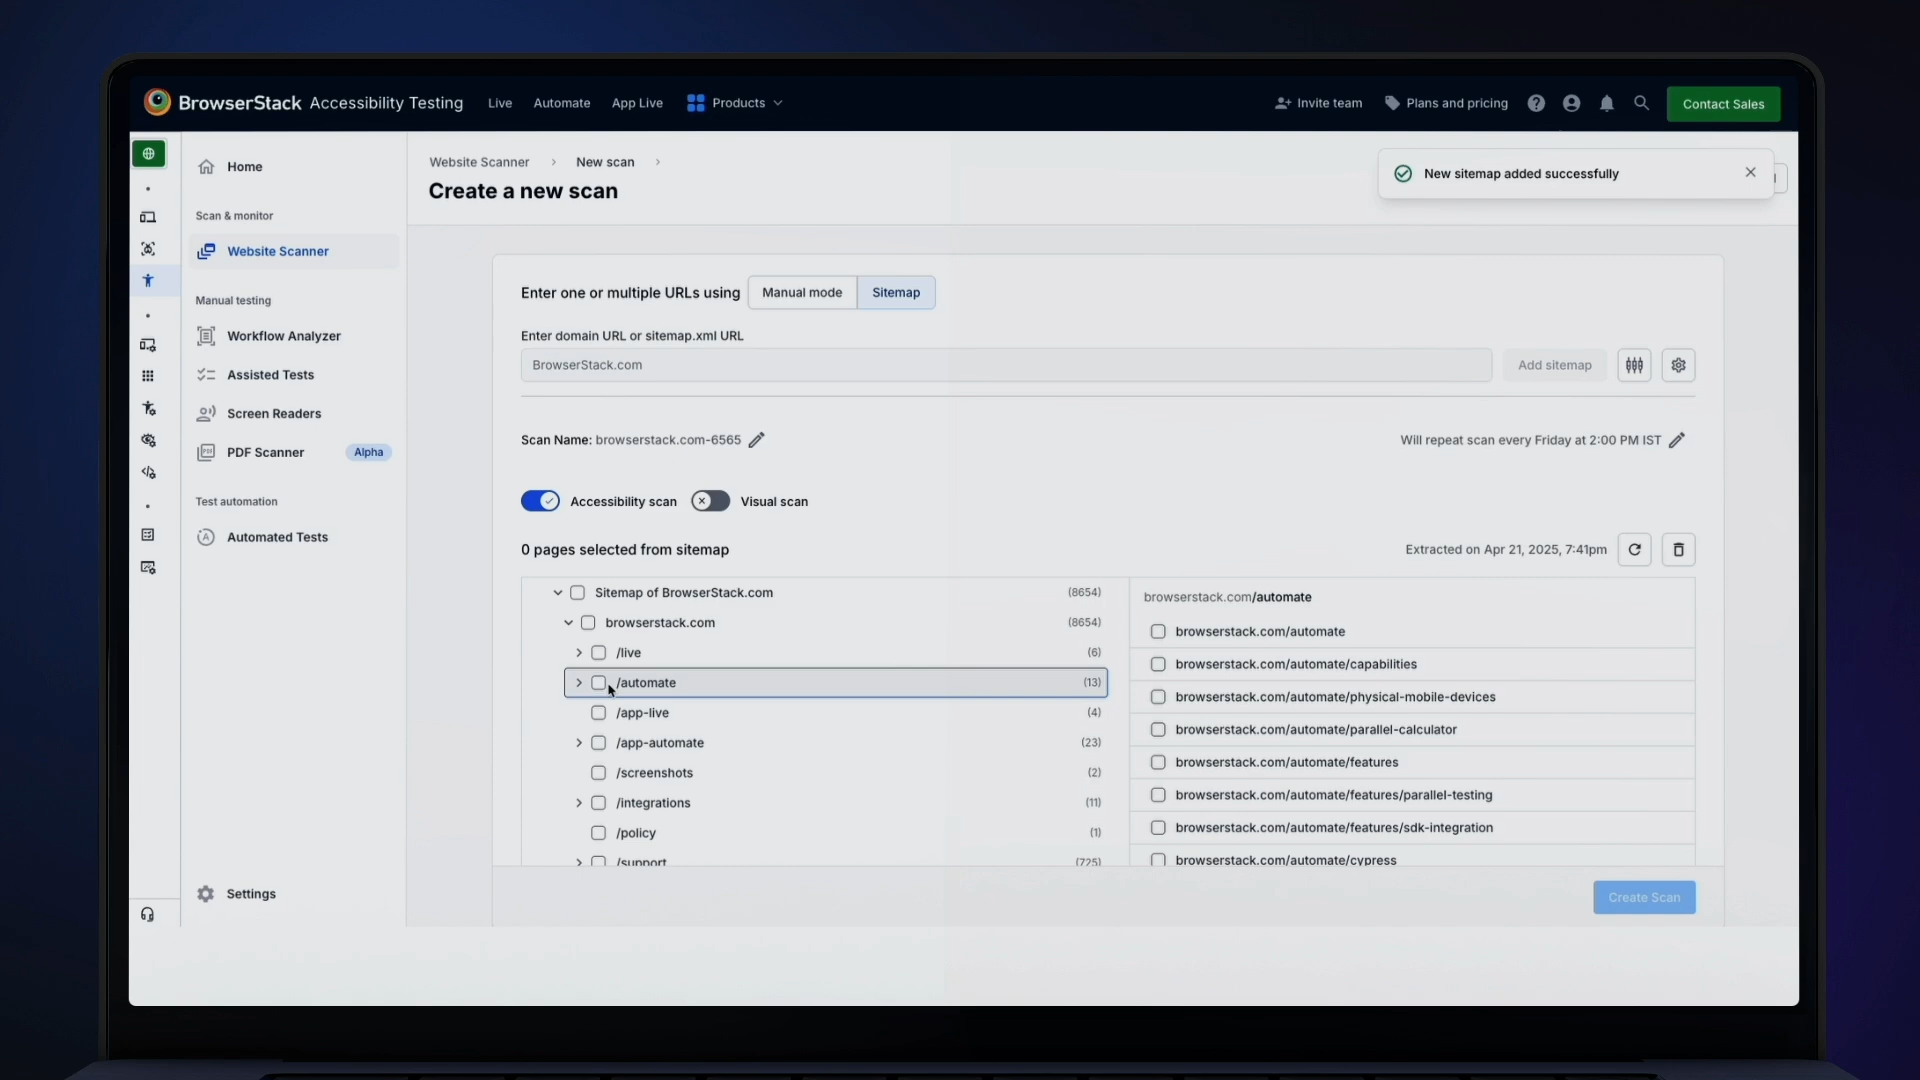 BrowserStack Accessibility Testing Live Automate App Live Products Invite team Plans and pricing Contact Sales
Home
Scan & monitor
Website Scanner
Manual testing
Workflow Analyzer
Assisted Tests
Screen Readers
PDF Scanner Alpha
Test automation
Automated Tests
Settings
Website Scanner New scan
Create a new scan
New sitemap added successfully
Enter one or multiple URLs using Manual mode Sitemap
Enter domain URL or sitemap.xml URL
BrowserStack.com Add sitemap
Scan Name: browserstack.com-6565 Will repeat scan every Friday at 2:00 PM IST
Accessibility scan Visual scan
0 pages selected from sitemap Extracted on Apr 21, 2025, 7:41pm
Sitemap of BrowserStack.com (8654)
browserstack.com (8654)
/live (6)
/automate (13)
/app-live (4)
/app-automate (23)
/screenshots (2)
/integrations (11)
/policy (1)
/support (725)
browserstack.com/automate
browserstack.com/automate
browserstack.com/automate/capabilities
browserstack.com/automate/physical-mobile-devices
browserstack.com/automate/parallel-calculator
browserstack.com/automate/features
browserstack.com/automate/features/parallel-testing
browserstack.com/automate/features/sdk-integration
browserstack.com/automate/cypress
Create Scan